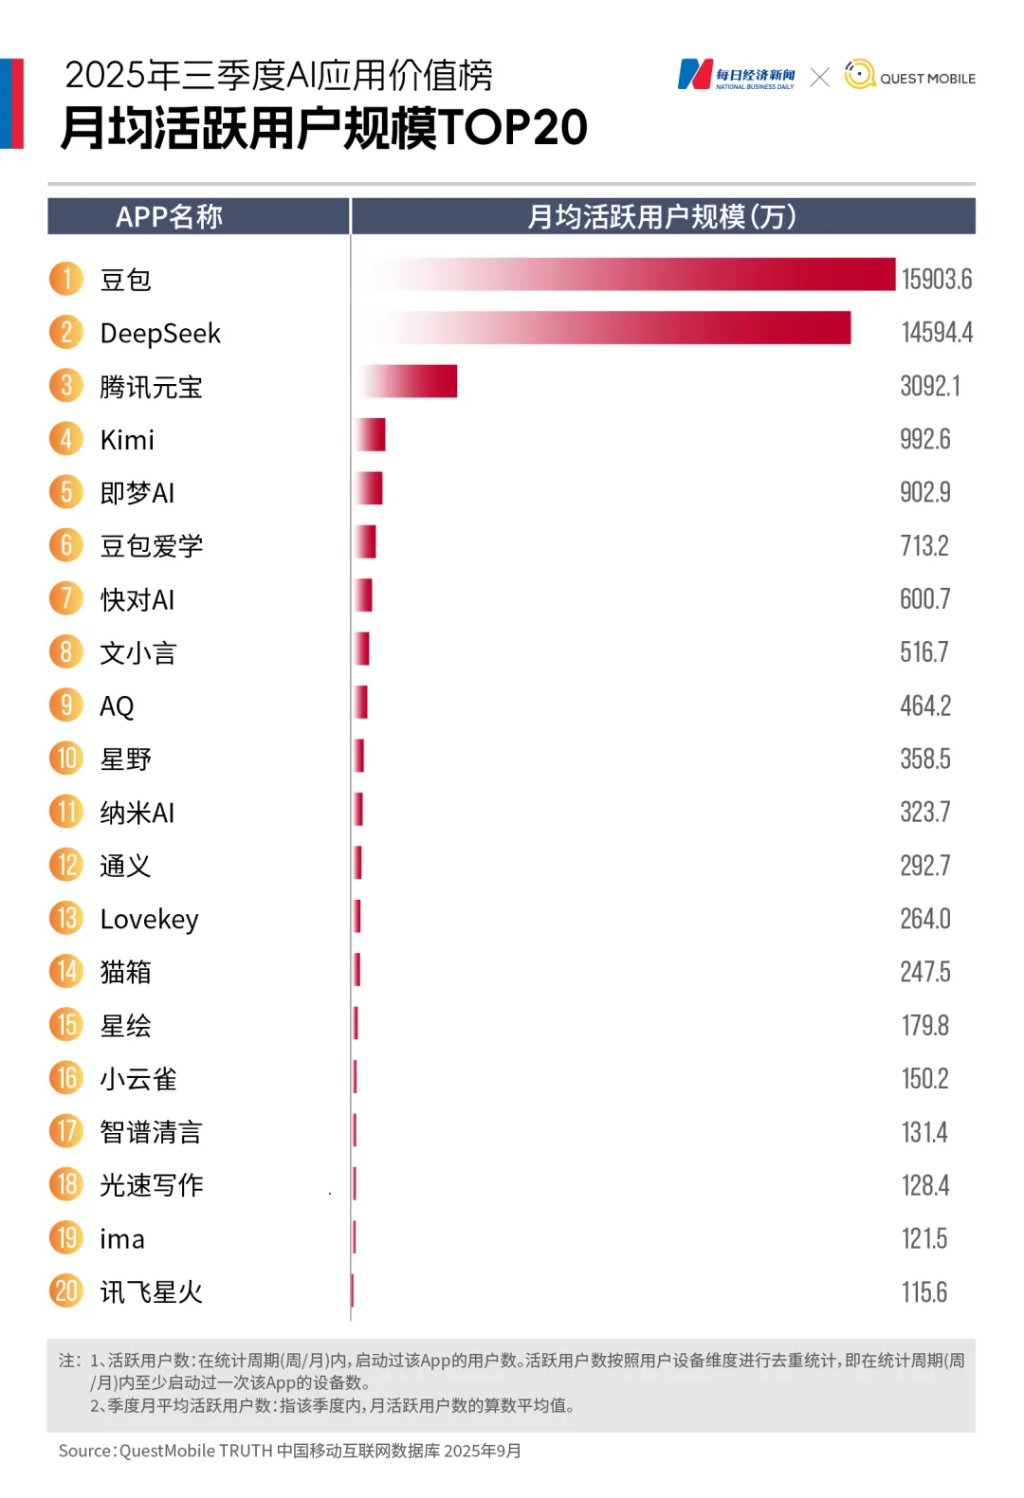 2025年三季度AI应用价值榜
月均活跃用户规模TOP20
每日经济新闻
NATIONAL BUSINESS DAILY
QUEST MOBILE
APP名称 月均活跃用户规模(万)
1 豆包 15903.6
2 DeepSeek 14594.4
3 腾讯元宝 3092.1
4 Kimi 992.6
5 即梦AI 902.9
6 豆包爱学 713.2
7 快对AI 600.7
8 文小言 516.7
9 AQ 464.2
10 星野 358.5
11 纳米AI 323.7
12 通义 292.7
13 Lovekey 264.0
14 猫箱 247.5
15 星绘 179.8
16 小云雀 150.2
17 智谱清言 131.4
18 光速写作 128.4
19 ima 121.5
20 讯飞星火 115.6
注： 1、活跃用户数：在统计周期(周/月)内，启动过该App的用户数。活跃用户数按照用户设备维度进行去重统计，即在统计周期(周
/月)内至少启动过一次该App的设备数。
2、季度月平均活跃用户数：指该季度内，月活跃用户数的算数平均值。
Source：QuestMobile TRUTH 中国移动互联网数据库 2025年9月